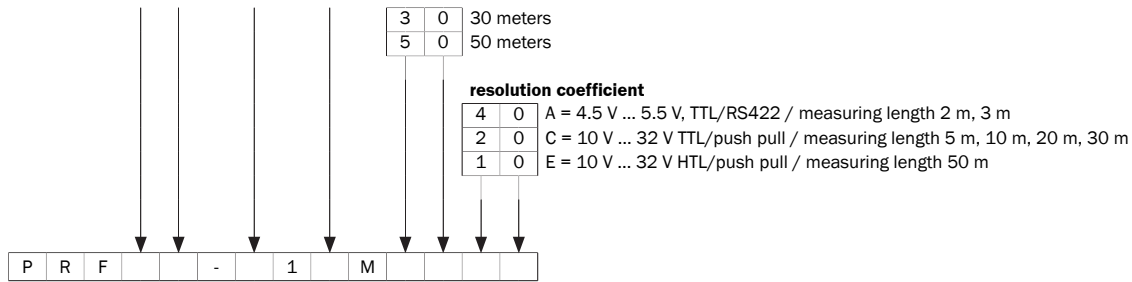 3 0 30 meters
5 0 50 meters
resolution coefficient
4 0 A = 4.5 V ... 5.5 V, TTL/RS422 / measuring length 2 m, 3 m
2 0 C = 10 V ... 32 V TTL/push pull / measuring length 5 m, 10 m, 20 m, 30 m
1 0 E = 10 V ... 32 V HTL/push pull / measuring length 50 m
P R F - 1 M